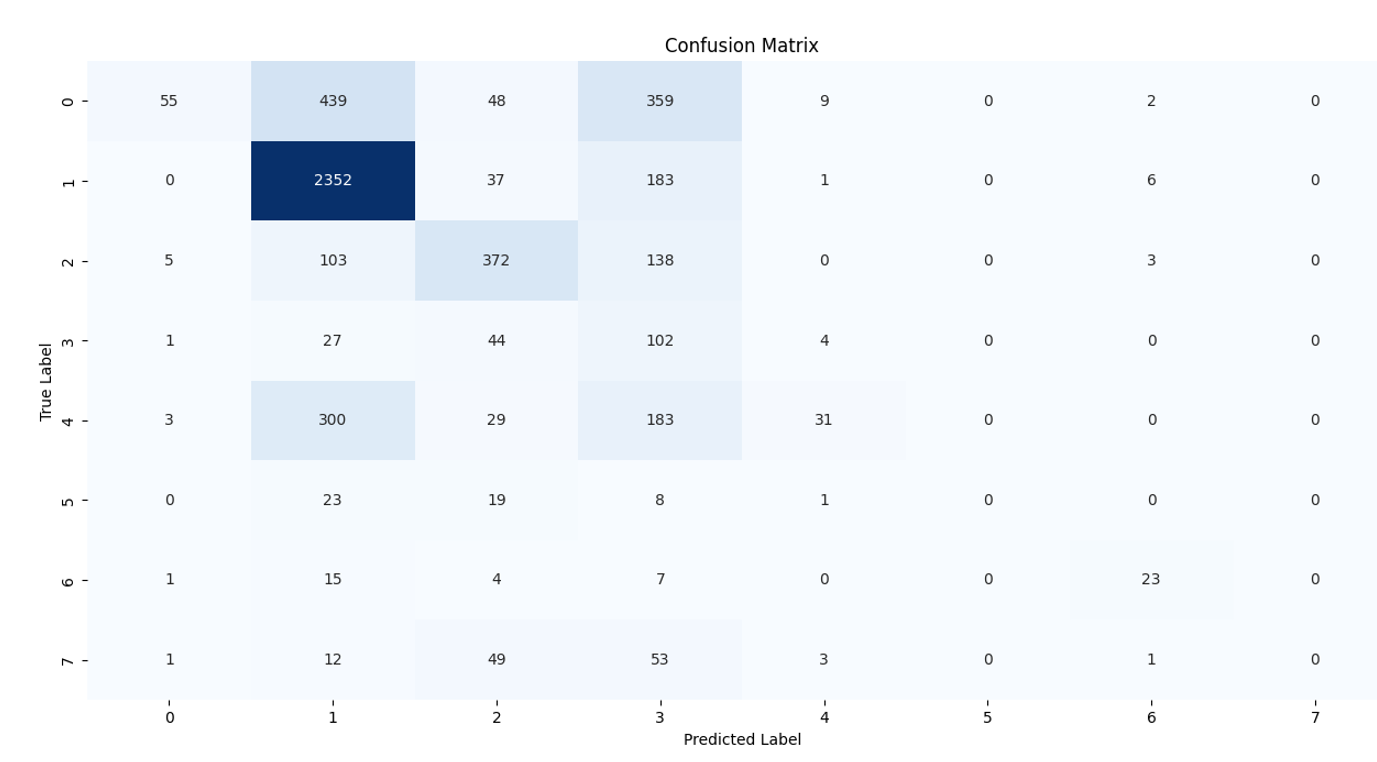 Confusion Matrix
0 55 439 48 359 9 0 2 0
1 0 2352 37 183 1 0 6 0
2 5 103 372 138 0 0 3 0
3 1 27 44 102 4 0 0 0
True Label
4 3 300 29 183 31 0 0 0
5 0 23 19 8 1 0 0 0
6 1 15 4 7 0 0 23 0
7 1 12 49 53 3 0 1 0
0 1 2 3 4 5 6 7
Predicted Label